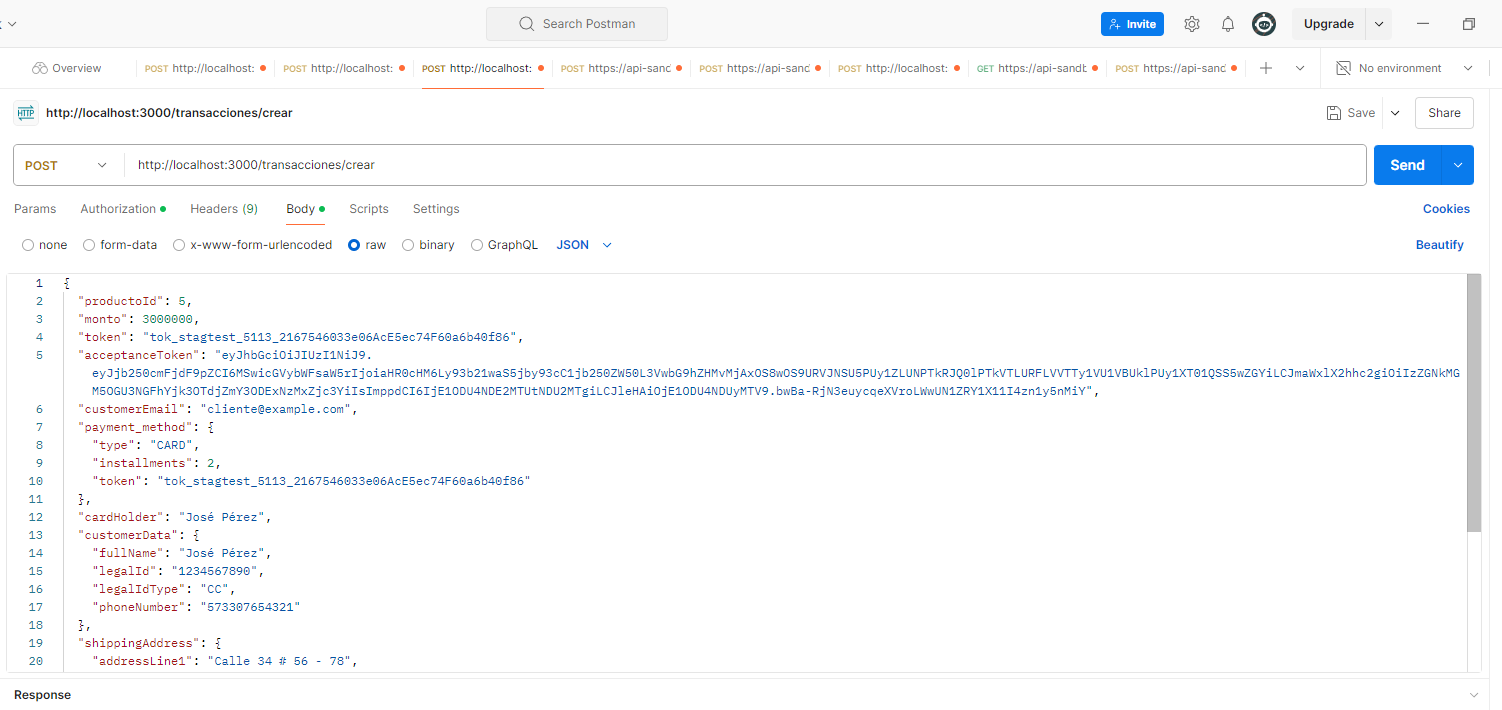 Search Postman
Invite
Upgrade
Overview
POST http://localhost:
POST http://localhost:
POST http://localhost:
POST https://api-sand
POST https://api-sand
POST http://localhost:
GET https://api-sandb
POST https://api-sand
No environment
HTTP
http://localhost:3000/transacciones/crear
Save
Share
POST
http://localhost:3000/transacciones/crear
Send
Params
Authorization
Headers (9)
Body
Scripts
Settings
Cookies
none
form-data
x-www-form-urlencoded
raw
binary
GraphQL
JSON
Beautify
1 {
2 "productoId": 5,
3 "monto": 3000000,
4 "token": "tok_stagtest_5113_2167546033e06AcE5ec74F60a6b40f86",
5 "acceptanceToken": "eyJhbGciOiJIUzI1NiJ9.
eyJjb250cmFjdF9pZCI6MSwicGVybWFsaW5rIjoiaHR0cHM6Ly93b21waS5jby93cC1jb250ZW50L3VwbG9hZHMvMjAxOS8wOS9URVJNSU5PUy1ZLUNPTkRJQ0lPTkVTLURFLVVTTy1VU1VBUklPUy1XT01QSS5wZGYiLCJmaWxlX2hhc2giOiIzZGNkMG
M5OGU3NGFhYjk3OTdjZmY3ODExNzMxZjc3YiIsImppdCI6IjE1ODU4NDE2MTUtNDU2MTgiLCJleHAiOjE1ODU4NDUyMTV9.bwBa-RjN3euycqeXVroLWwUN1ZRY1X11I4zn1y5nMiY",
6 "customerEmail": "cliente@example.com",
7 "payment_method": {
8 "type": "CARD",
9 "installments": 2,
10 "token": "tok_stagtest_5113_2167546033e06AcE5ec74F60a6b40f86"
11 },
12 "cardHolder": "José Pérez",
13 "customerData": {
14 "fullName": "José Pérez",
15 "legalId": "1234567890",
16 "legalIdType": "CC",
17 "phoneNumber": "573307654321"
18 },
19 "shippingAddress": {
20 "addressLine1": "Calle 34 # 56 - 78",
Response